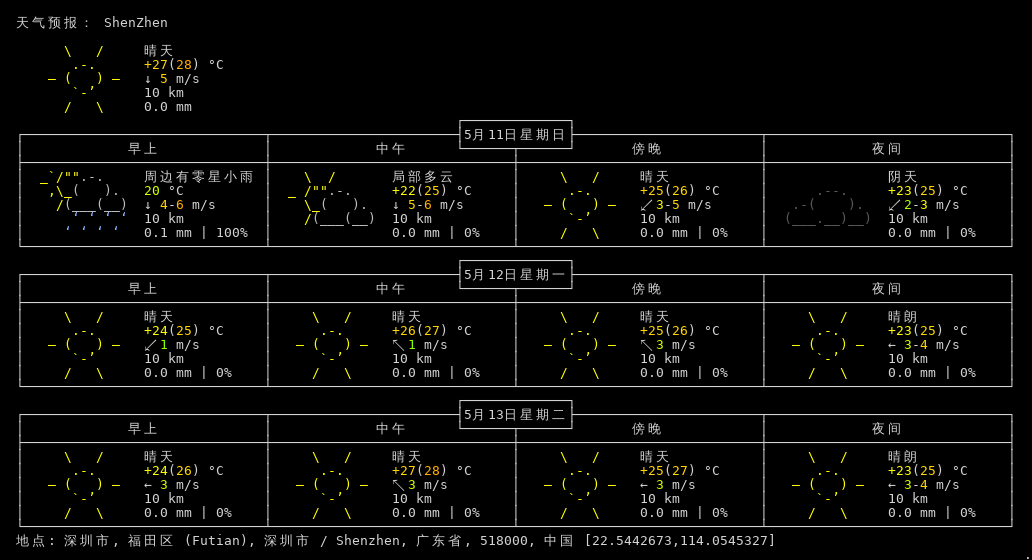 天气预报: ShenZhen
晴天
+27(28) °C
↓ 5 m/s
10 km
0.0 mm
5月11日星期日
早上 中午 傍晚 夜间
周边有零星小雨 局部多云 晴天 阴天
20 °C +22(25) °C +25(26) °C +23(25) °C
↓ 4-6 m/s ↓ 5-6 m/s ↙ 3-5 m/s ↙ 2-3 m/s
10 km 10 km 10 km 10 km
0.1 mm | 100% 0.0 mm | 0% 0.0 mm | 0% 0.0 mm | 0%
5月12日星期一
早上 中午 傍晚 夜间
晴天 晴天 晴天 晴朗
+24(25) °C +26(27) °C +25(26) °C +23(25) °C
↙ 1 m/s ↖ 1 m/s ↖ 3 m/s ← 3-4 m/s
10 km 10 km 10 km 10 km
0.0 mm | 0% 0.0 mm | 0% 0.0 mm | 0% 0.0 mm | 0%
5月13日星期二
早上 中午 傍晚 夜间
晴天 晴天 晴天 晴朗
+24(26) °C +27(28) °C +25(27) °C +23(25) °C
← 3 m/s ↖ 3 m/s ← 3 m/s ← 3-4 m/s
10 km 10 km 10 km 10 km
0.0 mm | 0% 0.0 mm | 0% 0.0 mm | 0% 0.0 mm | 0%
地点: 深圳市, 福田区 (Futian), 深圳市 / Shenzhen, 广东省, 518000, 中国 [22.5442673,114.0545327]